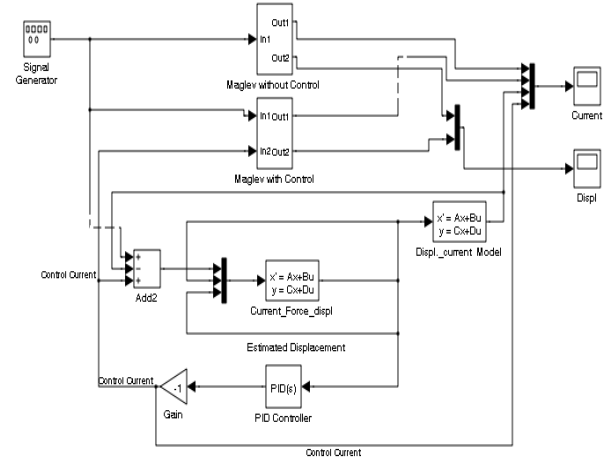 Signal
Generator
In1
Out1
Out2
Maglev without Control
In1
Out1
In2
Out2
Maglev with Control
Current
Displ
x' = Ax+Bu
y = Cx+Du
Displ._current Model
+
−
+
Add2
Control Current
x' = Ax+Bu
y = Cx+Du
Current_Force_displ
Estimated Displacement
Control Current
-1
Gain
PID(s)
PID Controller
Control Current